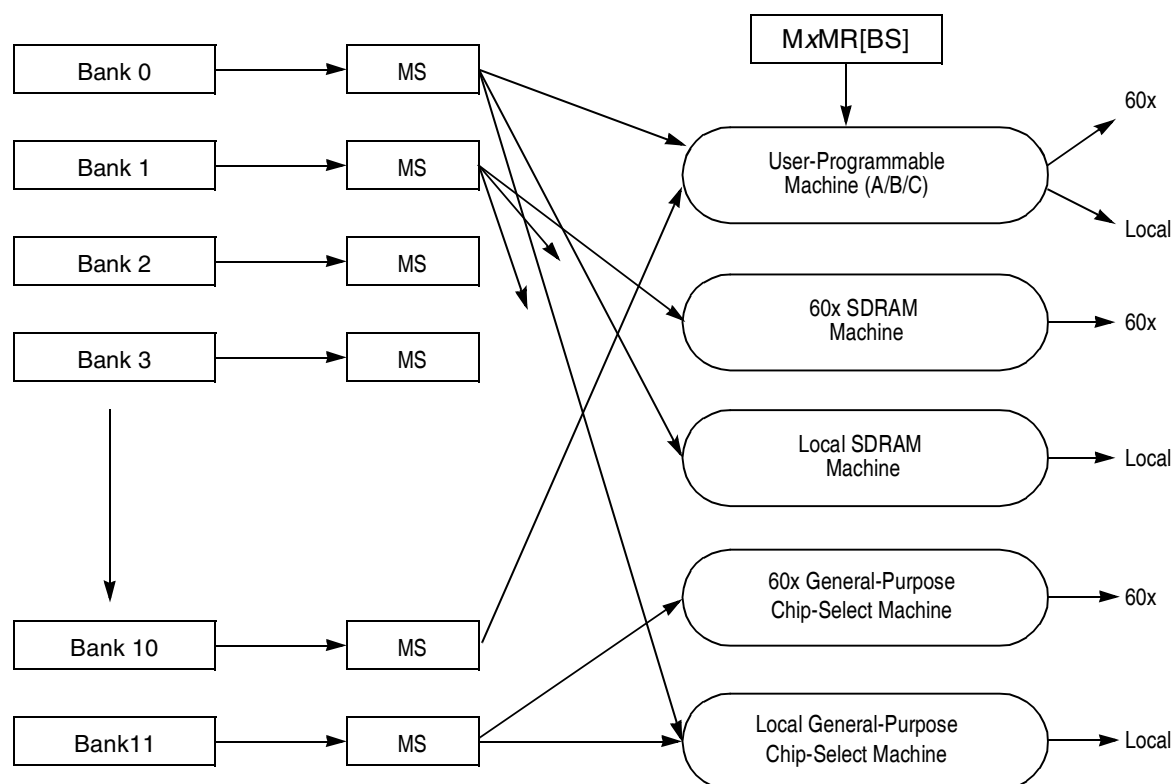 MxMR[BS]
Bank 0
MS
60x
Bank 1
MS
User-Programmable
Machine (A/B/C)
Local
Bank 2
MS
60x SDRAM
Machine
60x
Bank 3
MS
Local SDRAM
Machine
Local
60x General-Purpose
Chip-Select Machine
60x
Bank 10
MS
Bank11
MS
Local General-Purpose
Chip-Select Machine
Local